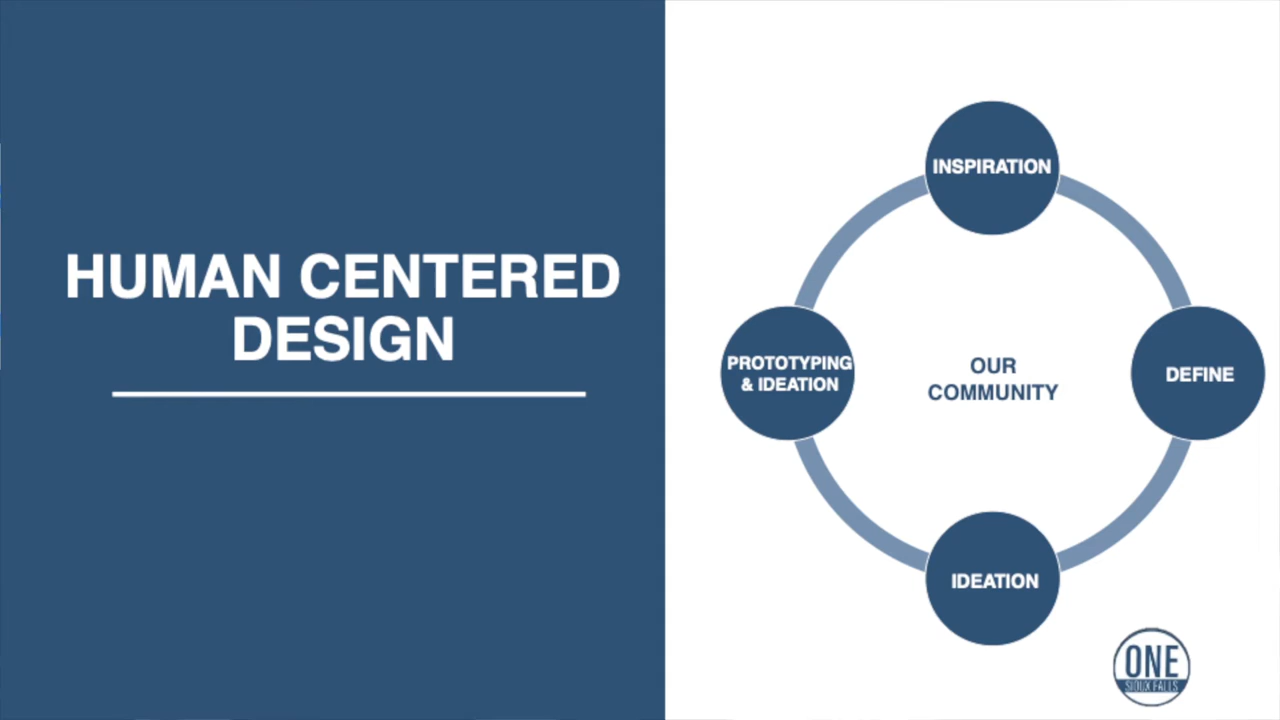 HUMAN CENTERED
DESIGN
INSPIRATION
PROTOTYPING
& IDEATION
OUR
COMMUNITY
DEFINE
IDEATION
ONE
SIOUX FALLS